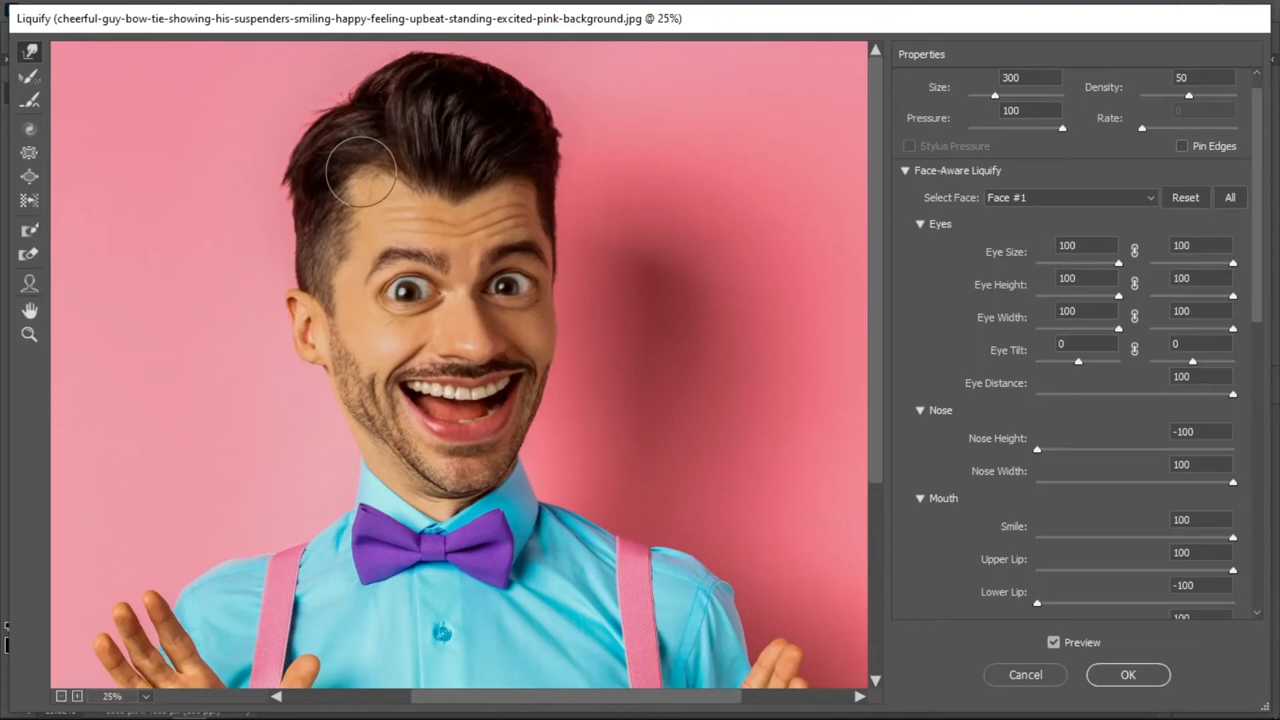 Liquify (cheerful-guy-bow-tie-showing-his-suspenders-smiling-happy-feeling-upbeat-standing-excited-pink-background.jpg @ 25%)
Properties
Size: 300 Density: 50
Pressure: 100 Rate: 0
Stylus Pressure Pin Edges
Face-Aware Liquify
Select Face: Face #1 Reset All
Eyes
Eye Size: 100 100
Eye Height: 100 100
Eye Width: 100 100
Eye Tilt: 0 0
Eye Distance: 100
Nose
Nose Height: -100
Nose Width: 100
Mouth
Smile: 100
Upper Lip: 100
Lower Lip: -100
100
Preview
Cancel OK
25%